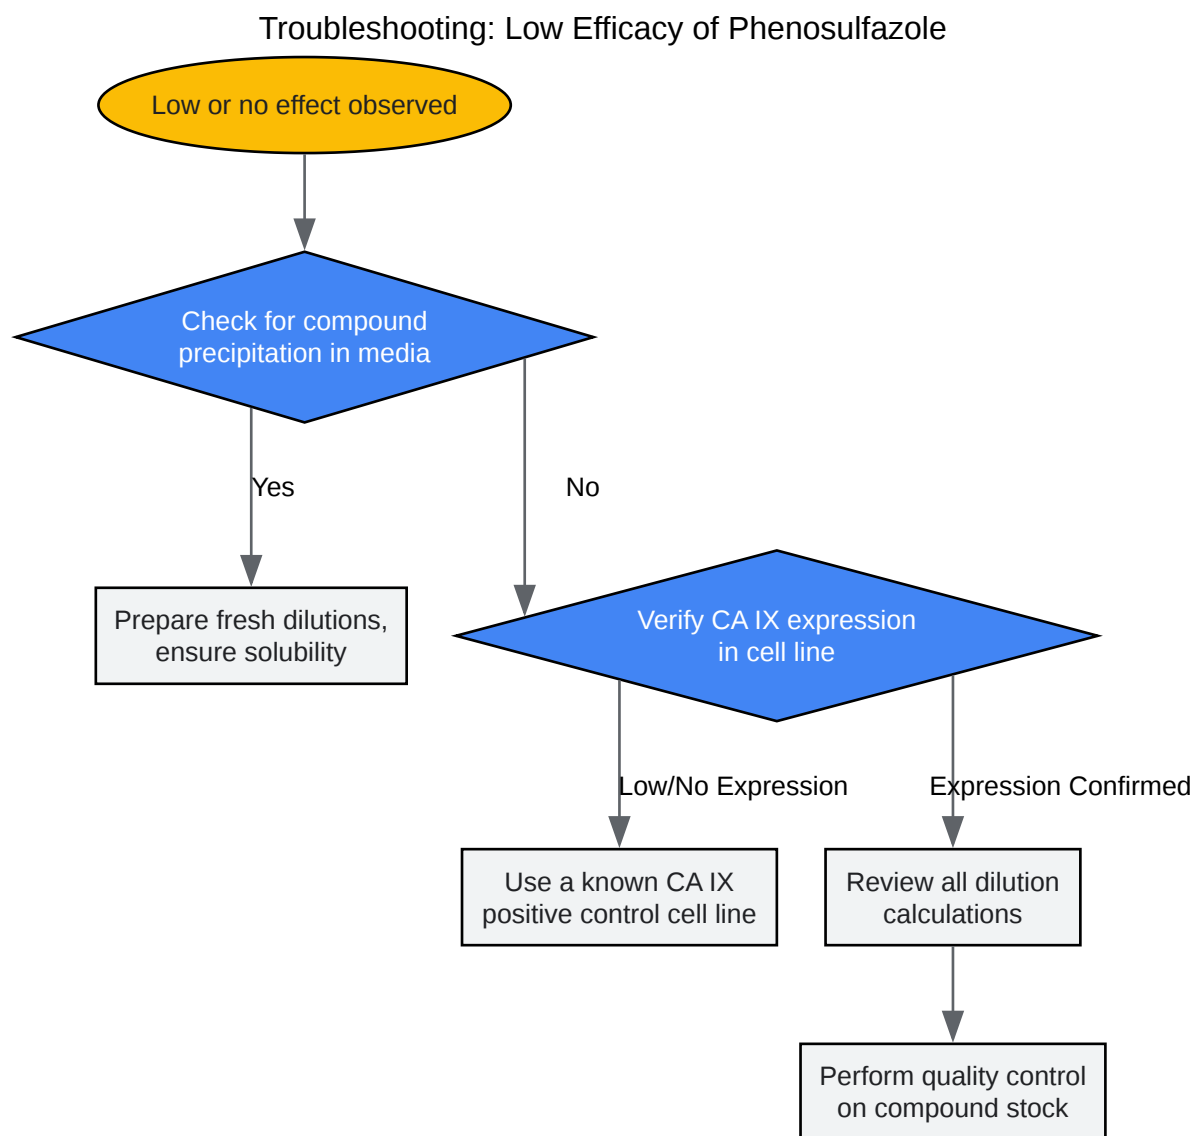 Troubleshooting: Low Efficacy of Phenosulfazole
Low or no effect observed
Check for compound
precipitation in media
Yes
No
Prepare fresh dilutions,
ensure solubility
Verify CA IX expression
in cell line
Low/No Expression
Expression Confirmed
Use a known CA IX
positive control cell line
Review all dilution
calculations
Perform quality control
on compound stock